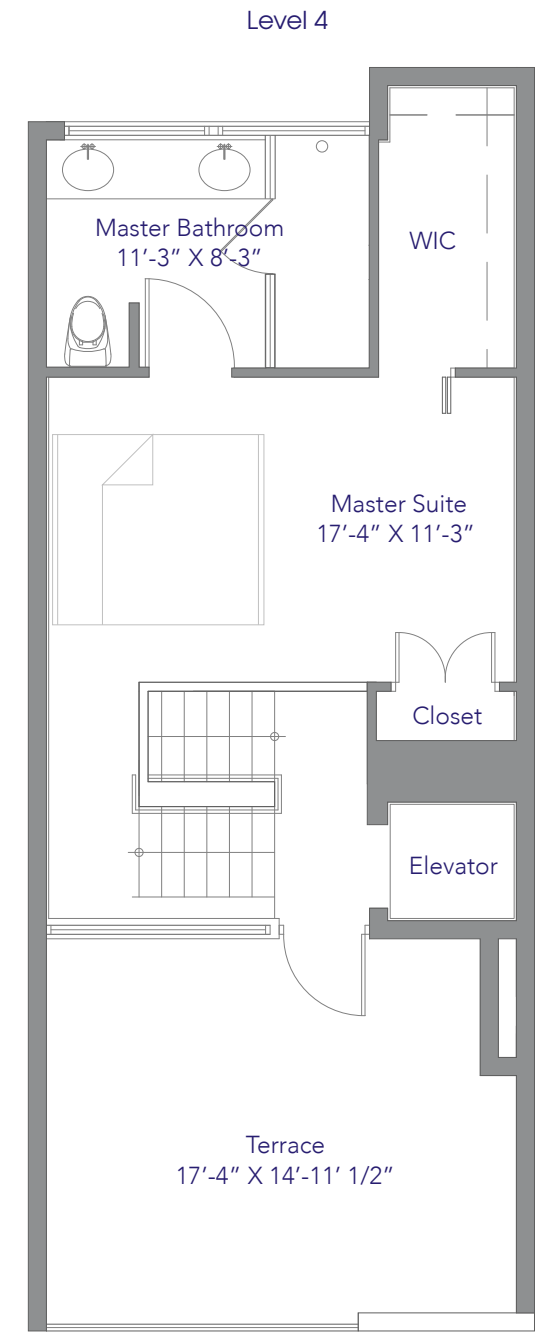 Level 4
Master Bathroom
11’-3” X 8’-3”
WIC
Master Suite
17’-4” X 11’-3”
Closet
Elevator
Terrace
17’-4” X 14’-11’ 1/2”